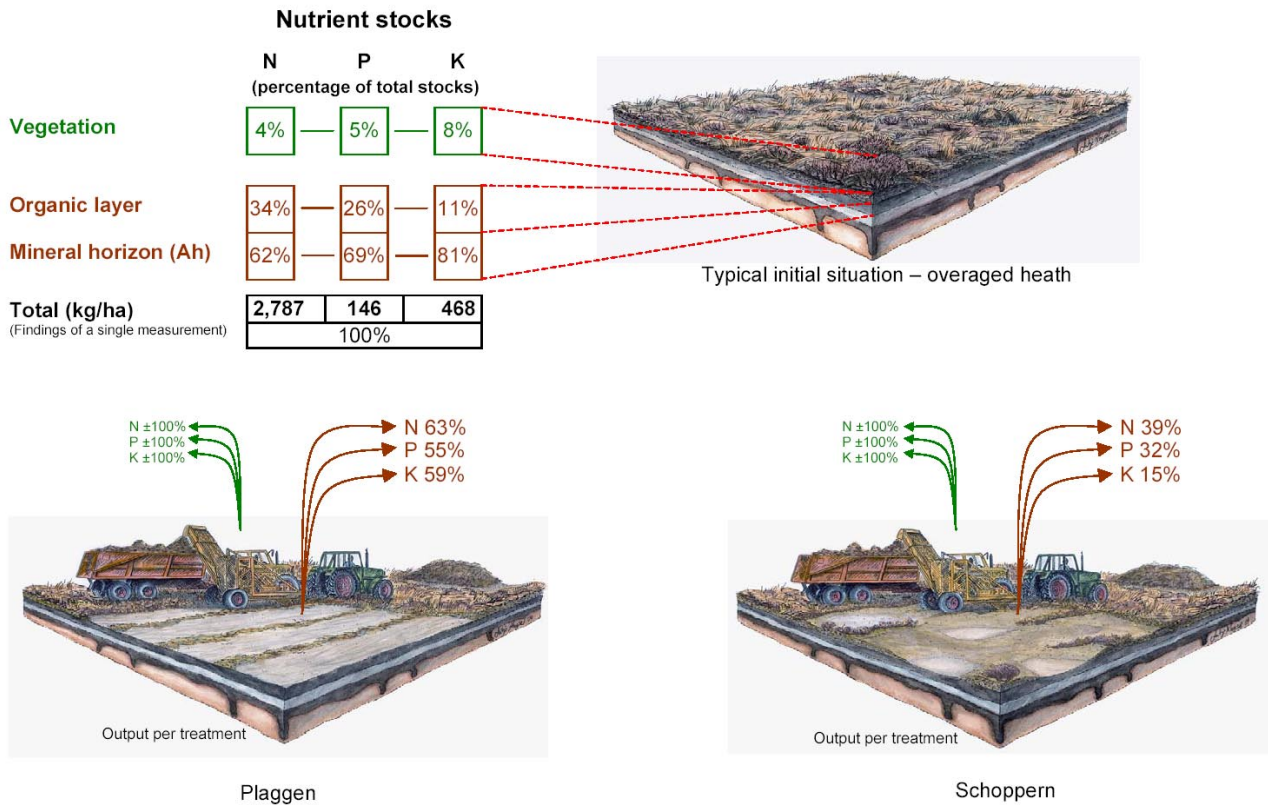 Nutrient stocks
N P K
(percentage of total stocks)
Vegetation 4% 5% 8%
Organic layer 34% 26% 11%
Mineral horizon (Ah) 62% 69% 81%
Total (kg/ha) 2,787 146 468
(Findings of a single measurement)
100%
Typical initial situation – overaged heath
N ±100%
P ±100%
K ±100%
N 63%
P 55%
K 59%
Output per treatment
Plaggen
N ±100%
P ±100%
K ±100%
N 39%
P 32%
K 15%
Output per treatment
Schoppern